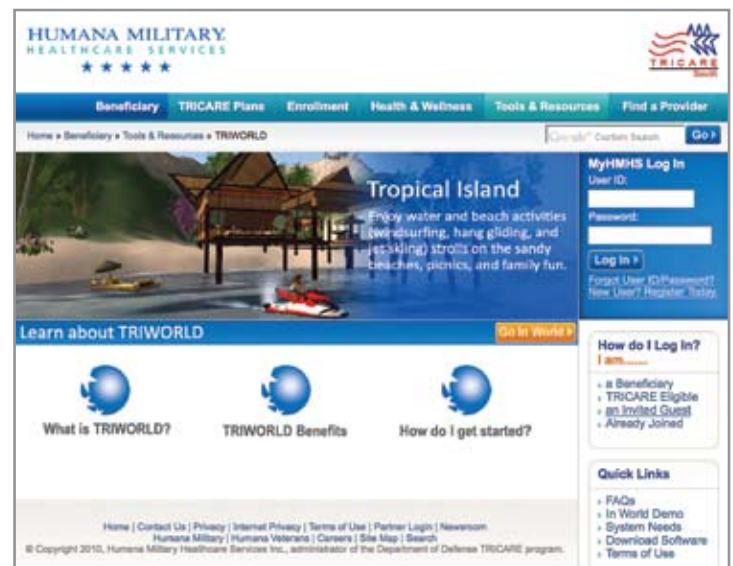 HUMANA MILITARY
HEALTHCARE SERVICES
TRICARE
South
Beneficiary TRICARE Plans Enrollment Health & Wellness Tools & Resources Find a Provider
Home » Beneficiary » Tools & Resources » TRIWORLD
Google™ Custom Search Go
Tropical Island
Enjoy water and beach activities
(windsurfing, hang gliding, and
jet skiing) strolls on the sandy
beaches, picnics, and family fun.
MyHMHS Log In
User ID:
Password:
Log In
Forgot User ID/Password?
New User? Register Today.
Learn about TRIWORLD
Go In World
What is TRIWORLD?
TRIWORLD Benefits
How do I get started?
How do I Log In?
I am......
a Beneficiary
TRICARE Eligible
an Invited Guest
Already Joined
Quick Links
FAQs
In World Demo
System Needs
Download Software
Terms of Use
Home | Contact Us | Privacy | Internet Privacy | Terms of Use | Partner Login | Newsroom
Humana Military | Humana Veterans | Careers | Site Map | Search
© Copyright 2010, Humana Military Healthcare Services Inc., administrator of the Department of Defense TRICARE program.